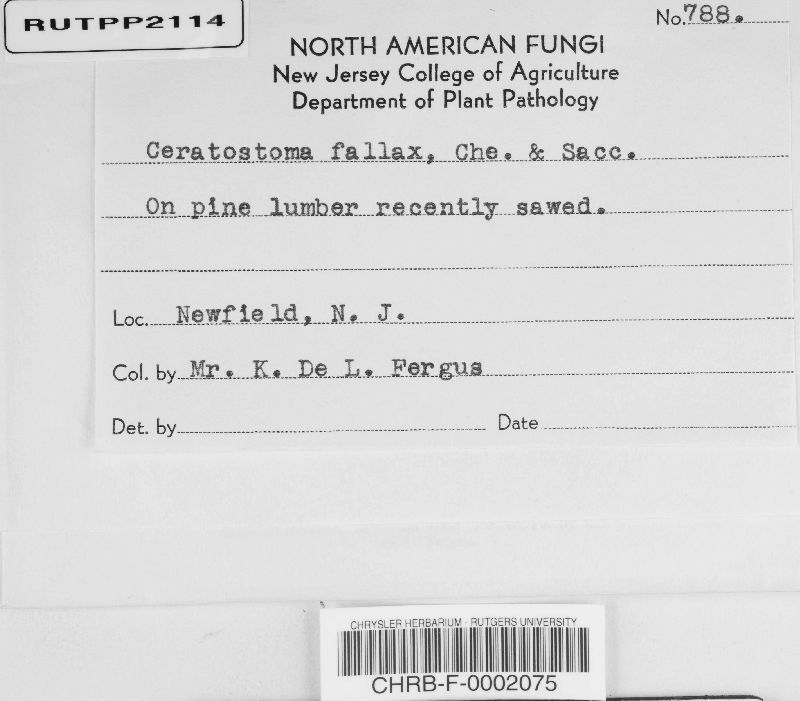 RUTPP2114
No. 788.
NORTH AMERICAN FUNGI
New Jersey College of Agriculture
Department of Plant Pathology
Ceratostoma fallax, Che. & Sacc.
On pine lumber recently sawed.
Loc. Newfield, N. J.
Col. by Mr. K. De L. Fergus
Det. by
Date
CHRYSLER HERBARIUM - RUTGERS UNIVERSITY
CHRB-F-0002075